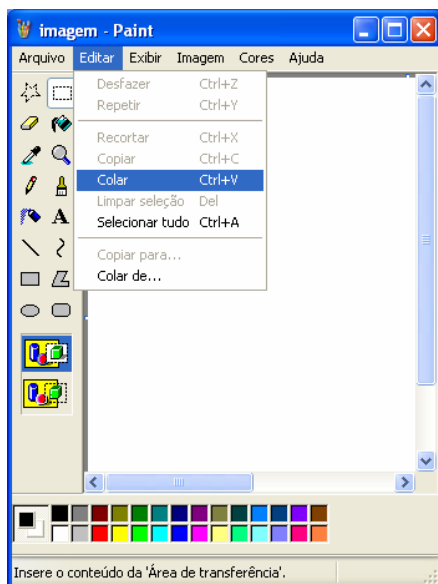 imagem - Paint
Arquivo Editar Exibir Imagem Cores Ajuda
Desfazer Ctrl+Z
Repetir Ctrl+Y
Recortar Ctrl+X
Copiar Ctrl+C
Colar Ctrl+V
Limpar seleção Del
Selecionar tudo Ctrl+A
Copiar para...
Colar de...
A
Insere o conteúdo da 'Área de transferência'.